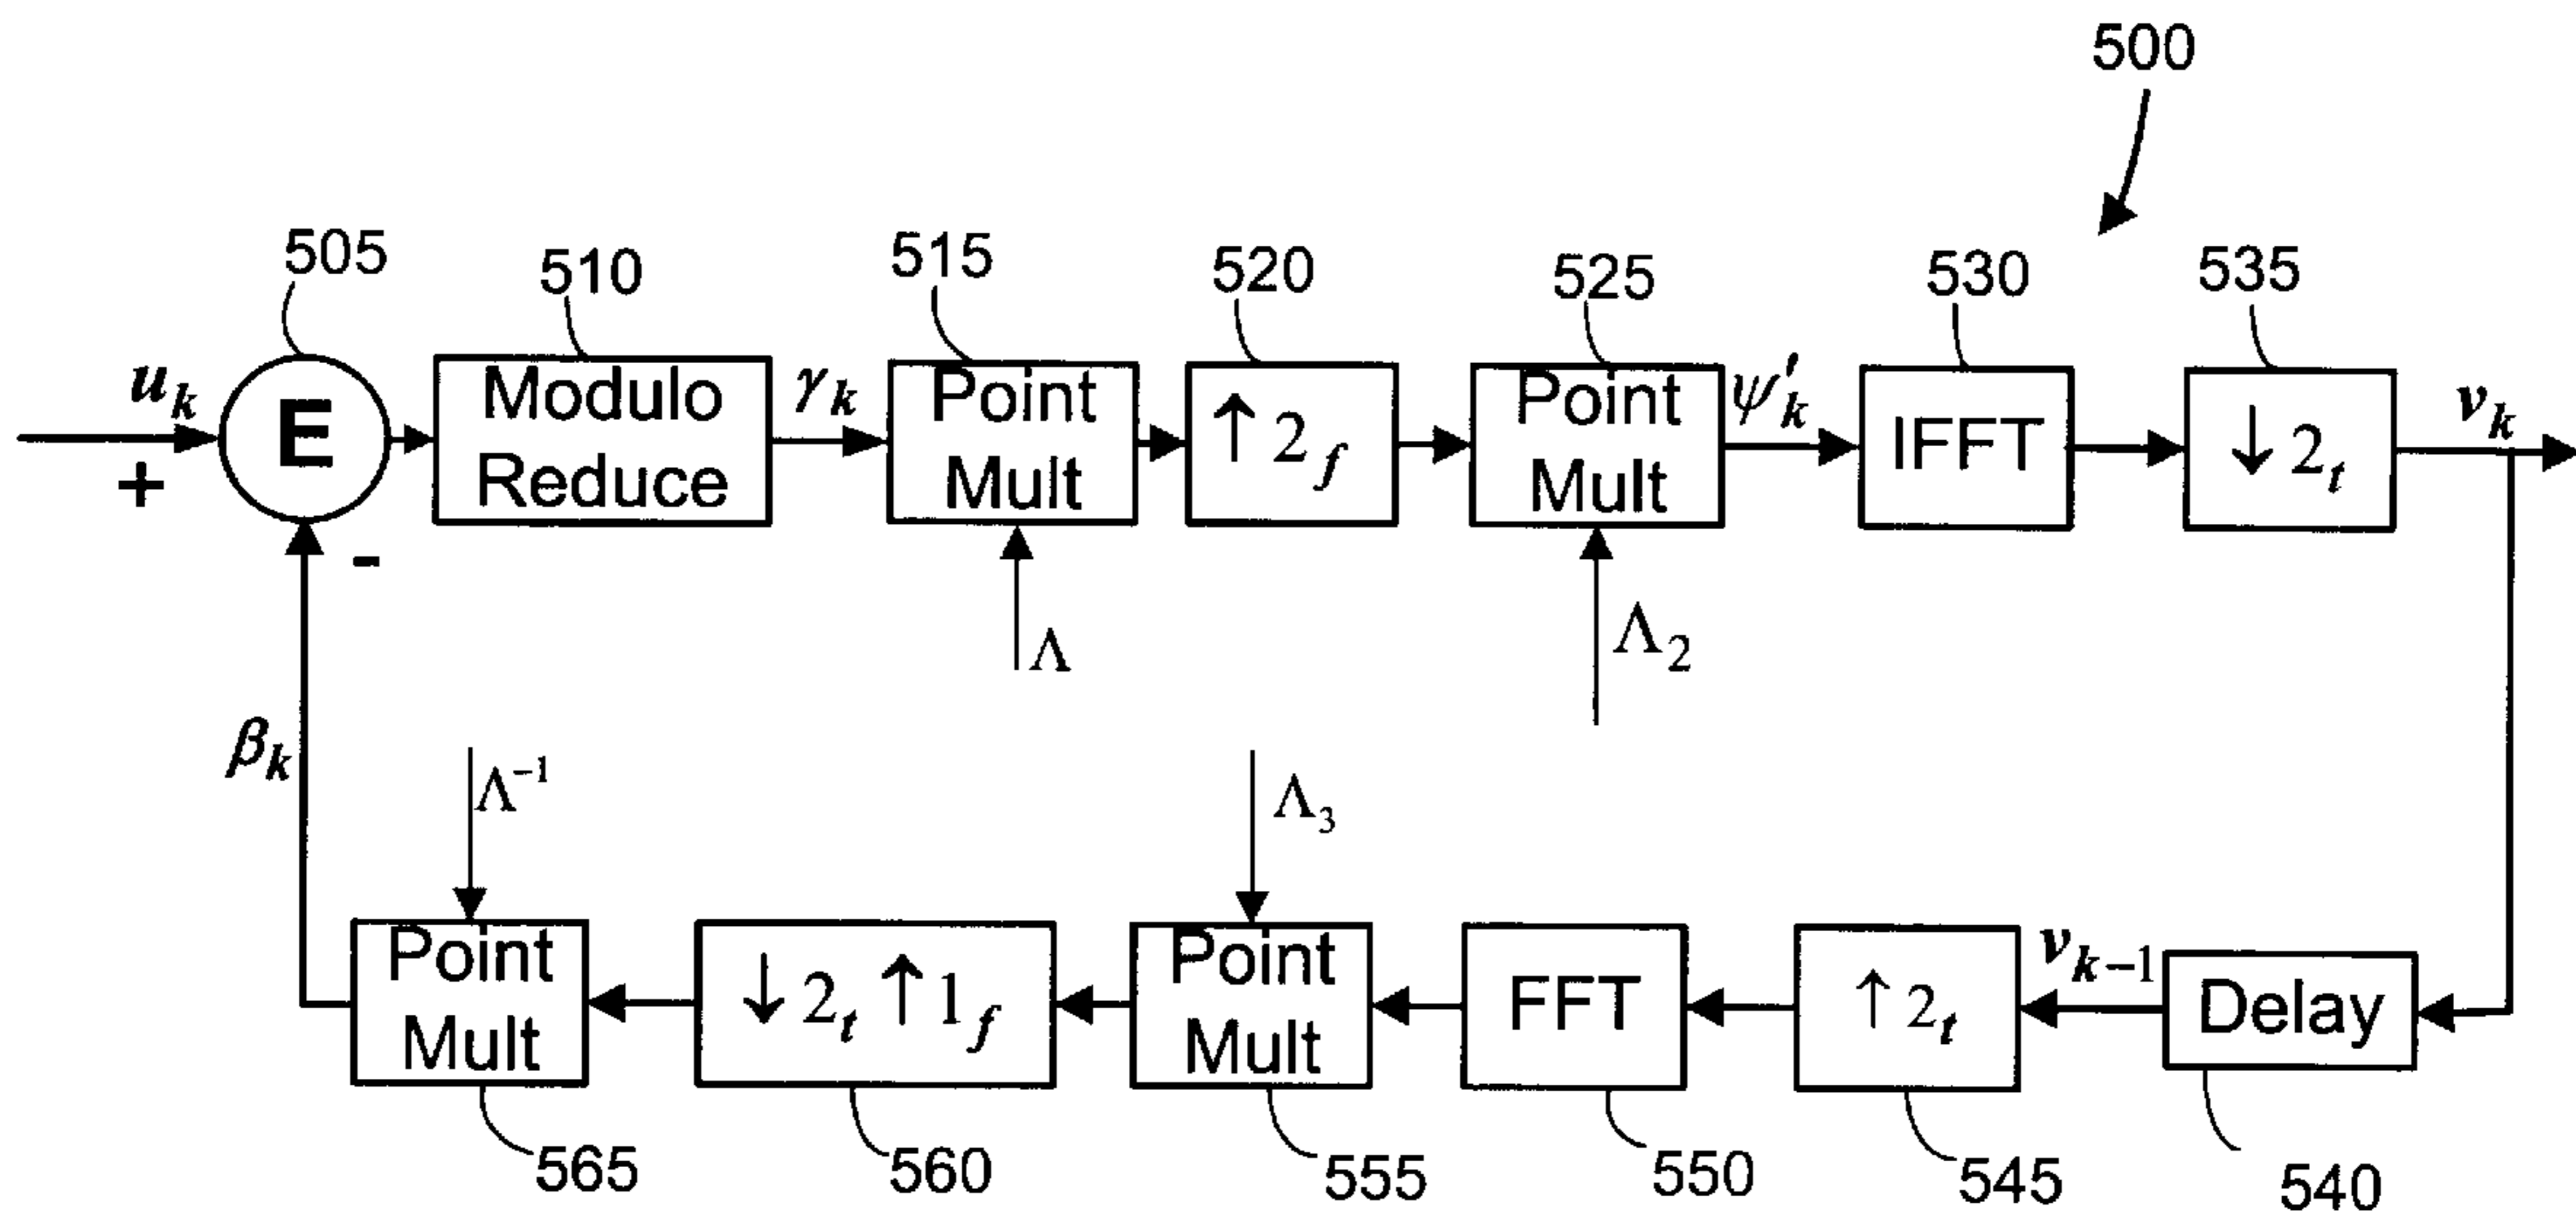 500
505
510
515
520
525
530
535
u_k
+
E
-
Modulo
Reduce
γ_k
Point
Mult
↑ 2_f
Point
Mult
ψ'_k
IFFT
↓ 2_t
v_k
Λ
Λ_2
β_k
Λ^{-1}
Λ_3
Point
Mult
↓ 2_t ↑ 1_f
Point
Mult
FFT
↑ 2_t
v_{k-1}
Delay
565
560
555
550
545
540